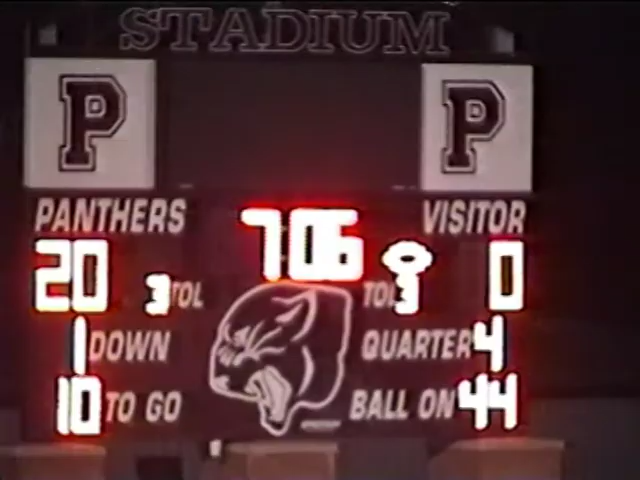 STADIUM
P P
PANTHERS 7:06 VISITOR
20 3 TOL TOL 3 0
1 DOWN QUARTER 4
10 TO GO BALL ON 44